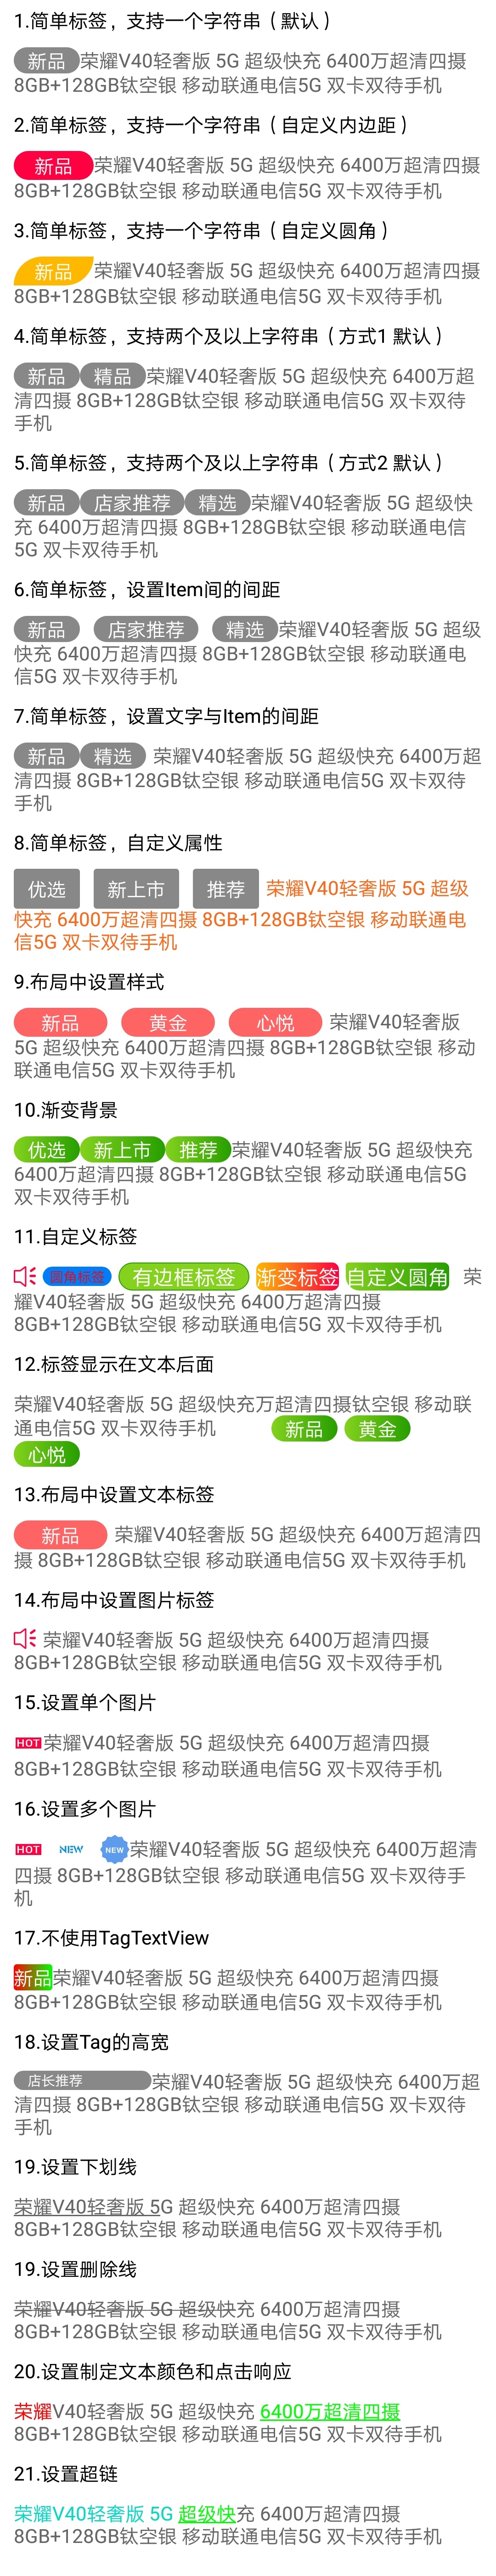 1.简单标签，支持一个字符串（默认）
新品荣耀V40轻奢版 5G 超级快充 6400万超清四摄
8GB+128GB钛空银 移动联通电信5G 双卡双待手机
2.简单标签，支持一个字符串（自定义内边距）
新品荣耀V40轻奢版 5G 超级快充 6400万超清四摄
8GB+128GB钛空银 移动联通电信5G 双卡双待手机
3.简单标签，支持一个字符串（自定义圆角）
新品荣耀V40轻奢版 5G 超级快充 6400万超清四摄
8GB+128GB钛空银 移动联通电信5G 双卡双待手机
4.简单标签，支持两个及以上字符串（方式1 默认）
新品 精品荣耀V40轻奢版 5G 超级快充 6400万超
清四摄 8GB+128GB钛空银 移动联通电信5G 双卡双待
手机
5.简单标签，支持两个及以上字符串（方式2 默认）
新品 店家推荐 精选荣耀V40轻奢版 5G 超级快
充 6400万超清四摄 8GB+128GB钛空银 移动联通电信
5G 双卡双待手机
6.简单标签，设置Item间的间距
新品 店家推荐 精选荣耀V40轻奢版 5G 超级
快充 6400万超清四摄 8GB+128GB钛空银 移动联通电
信5G 双卡双待手机
7.简单标签，设置文字与Item的间距
新品 精选 荣耀V40轻奢版 5G 超级快充 6400万超
清四摄 8GB+128GB钛空银 移动联通电信5G 双卡双待
手机
8.简单标签，自定义属性
优选 新上市 推荐 荣耀V40轻奢版 5G 超级
快充 6400万超清四摄 8GB+128GB钛空银 移动联通电
信5G 双卡双待手机
9.布局中设置样式
新品 黄金 心悦 荣耀V40轻奢版
5G 超级快充 6400万超清四摄 8GB+128GB钛空银 移动
联通电信5G 双卡双待手机
10.渐变背景
优选 新上市 推荐荣耀V40轻奢版 5G 超级快充
6400万超清四摄 8GB+128GB钛空银 移动联通电信5G
双卡双待手机
11.自定义标签
圆角标签 有边框标签 渐变标签 自定义圆角 荣
耀V40轻奢版 5G 超级快充 6400万超清四摄
8GB+128GB钛空银 移动联通电信5G 双卡双待手机
12.标签显示在文本后面
荣耀V40轻奢版 5G 超级快充万超清四摄钛空银 移动联
通电信5G 双卡双待手机 新品 黄金
心悦
13.布局中设置文本标签
新品 荣耀V40轻奢版 5G 超级快充 6400万超清四
摄 8GB+128GB钛空银 移动联通电信5G 双卡双待手机
14.布局中设置图片标签
荣耀V40轻奢版 5G 超级快充 6400万超清四摄
8GB+128GB钛空银 移动联通电信5G 双卡双待手机
15.设置单个图片
HOT荣耀V40轻奢版 5G 超级快充 6400万超清四摄
8GB+128GB钛空银 移动联通电信5G 双卡双待手机
16.设置多个图片
HOT NEW NEW荣耀V40轻奢版 5G 超级快充 6400万超清
四摄 8GB+128GB钛空银 移动联通电信5G 双卡双待手
机
17.不使用TagTextView
新品荣耀V40轻奢版 5G 超级快充 6400万超清四摄
8GB+128GB钛空银 移动联通电信5G 双卡双待手机
18.设置Tag的高宽
店长推荐 荣耀V40轻奢版 5G 超级快充 6400万超
清四摄 8GB+128GB钛空银 移动联通电信5G 双卡双待
手机
19.设置下划线
荣耀V40轻奢版 5G 超级快充 6400万超清四摄
8GB+128GB钛空银 移动联通电信5G 双卡双待手机
19.设置删除线
荣耀V40轻奢版 5G 超级快充 6400万超清四摄
8GB+128GB钛空银 移动联通电信5G 双卡双待手机
20.设置制定文本颜色和点击响应
荣耀V40轻奢版 5G 超级快充 6400万超清四摄
8GB+128GB钛空银 移动联通电信5G 双卡双待手机
21.设置超链
荣耀V40轻奢版 5G 超级快充 6400万超清四摄
8GB+128GB钛空银 移动联通电信5G 双卡双待手机